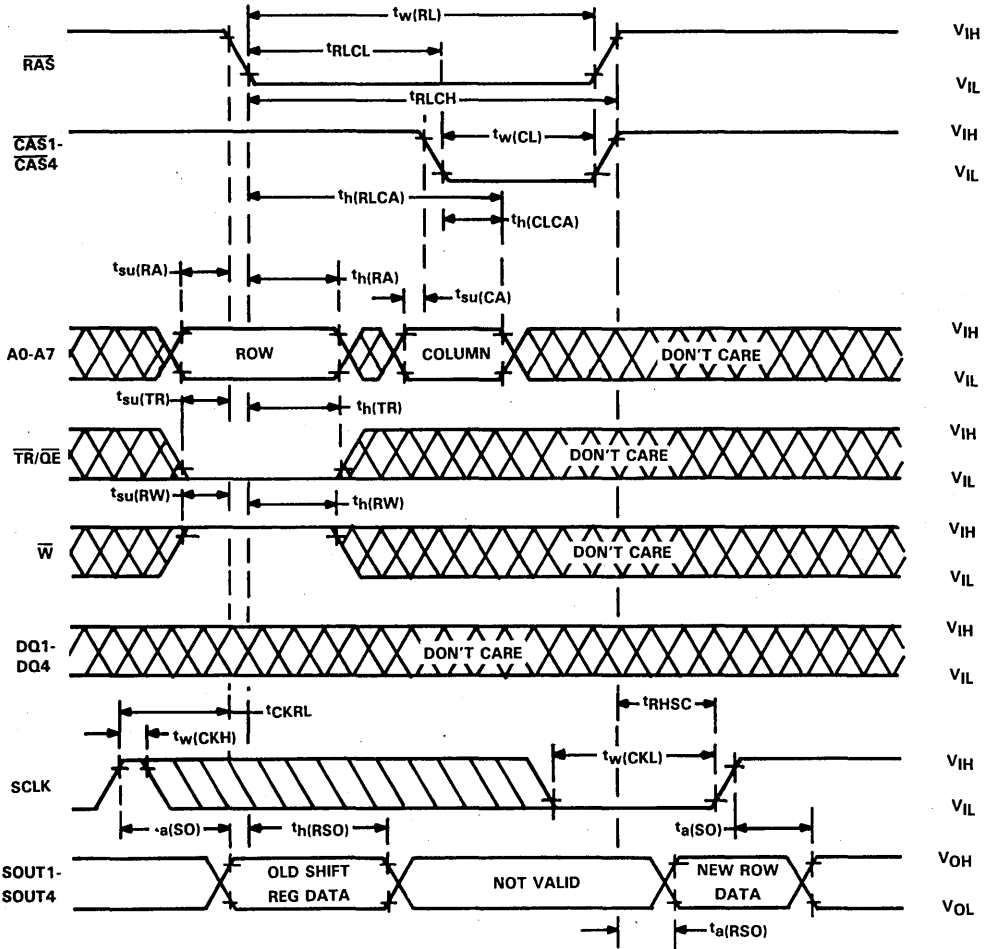 tw(RL)
VIH
tRLCL
RAS
tRLCH
VIL
VIH
CAS1-
CAS4
tw(CL)
VIL
th(RLCA)
th(CLCA)
tsu(RA)
th(RA)
tsu(CA)
VIH
A0-A7
ROW
COLUMN
DON'T CARE
VIL
tsu(TR)
th(TR)
VIH
TR/QE
DON'T CARE
VIL
tsu(RW)
th(RW)
VIH
W
DON'T CARE
VIL
VIH
DQ1-
DQ4
DON'T CARE
VIL
tCKRL
tRHSC
tw(CKH)
tw(CKL)
VIH
SCLK
VIL
a(SO)
th(RSO)
ta(SO)
VOH
SOUT1-
SOUT4
OLD SHIFT
REG DATA
NOT VALID
NEW ROW
DATA
VOL
ta(RSO)